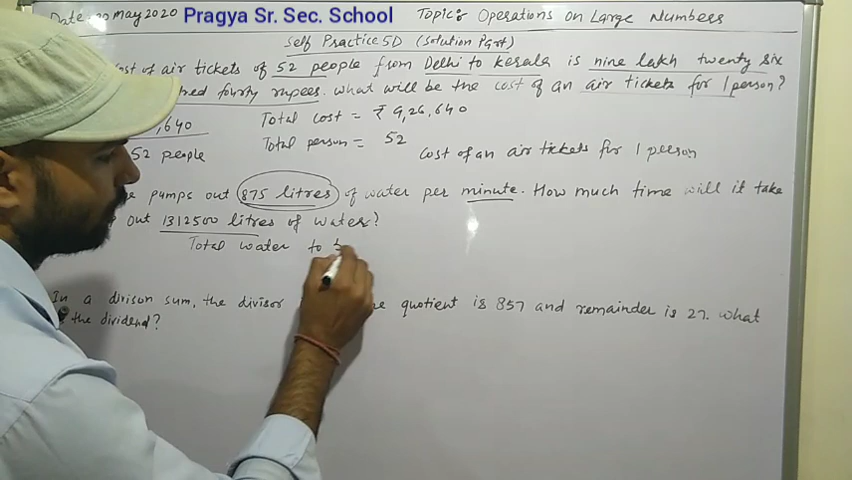 Date: 20 May 2020 Pragya Sr. Sec. School Topic: Operations on Large Numbers
Self Practice 5D (Solution Part)
cost of air tickets of 52 people from Delhi to kerala is nine lakh twenty six
fourty rupees. what will be the cost of an air tickets for 1 person?
,640 Total cost = ₹ 9,26,640
52 people Total person = 52 cost of an air tickets for 1 person
pumps out 875 litres of water per minute. How much time will it take
out 1312500 litres of water?
Total water to
In a divison sum, the divisor quotient is 857 and remainder is 27. what
the dividend?